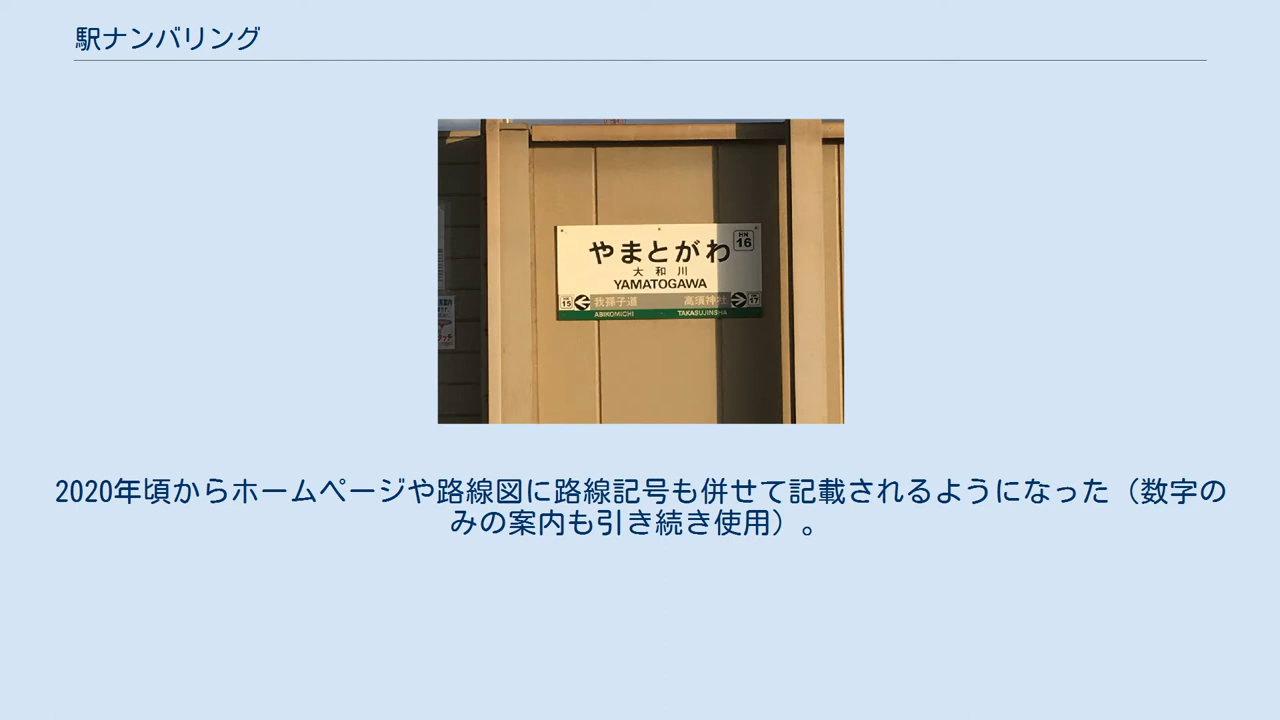 駅ナンバリング
やまとがわ
HN
16
大和川
YAMATOGAWA
15 我孫子道 高須神社 17
ABIKOMICHI TAKASUJINSHA
2020年頃からホームページや路線図に路線記号も併せて記載されるようになった（数字の
みの案内も引き続き使用）。